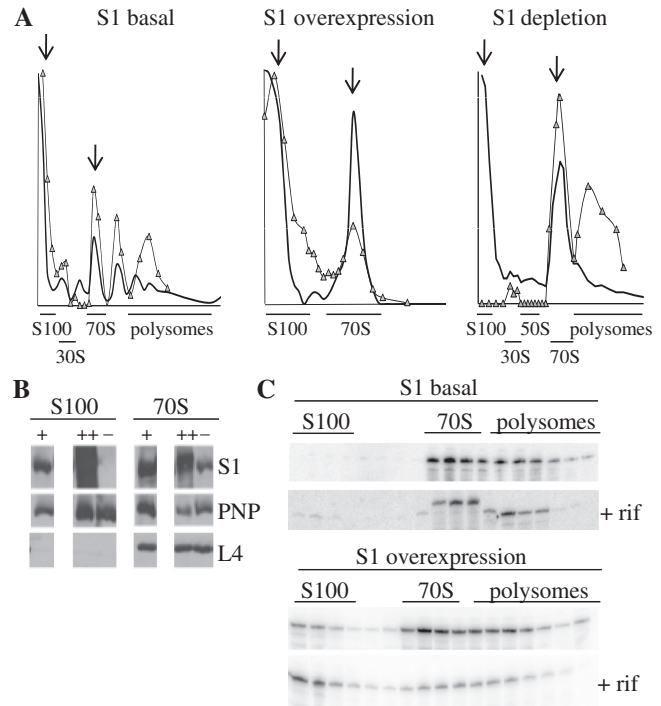 A
S1 basal
S1 overexpression
S1 depletion
S100
70S
polysomes
30S
S100
70S
S100
50S
polysomes
30S
70S
B
S100
70S
+
++
–
+
++
–
S1
PNP
L4
C
S1 basal
S100
70S
polysomes
+ rif
S1 overexpression
S100
70S
polysomes
+ rif